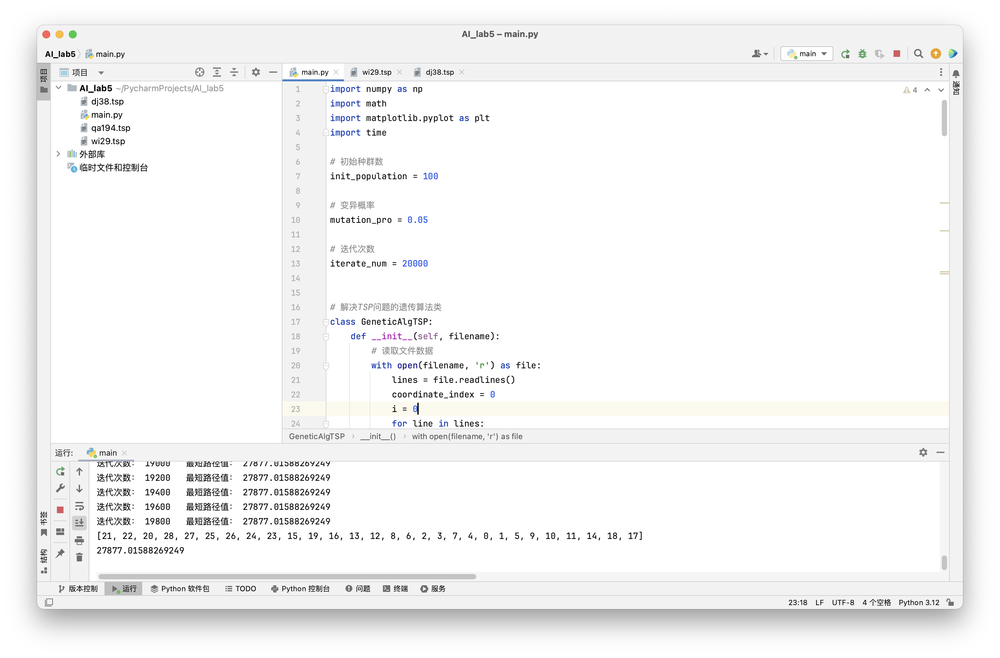 AI_lab5 – main.py
AI_lab5 main.py
main
项目
项目
AI_lab5 ~/PycharmProjects/AI_lab5
dj38.tsp
main.py
qa194.tsp
wi29.tsp
外部库
临时文件和控制台
main.py wi29.tsp dj38.tsp
4
通知
1 import numpy as np
2 import math
3 import matplotlib.pyplot as plt
4 import time
5
6 # 初始种群数
7 init_population = 100
8
9 # 变异概率
10 mutation_pro = 0.05
11
12 # 迭代次数
13 iterate_num = 20000
14
15
16 # 解决TSP问题的遗传算法类
17 class GeneticAlgTSP:
18 def __init__(self, filename):
19 # 读取文件数据
20 with open(filename, 'r') as file:
21 lines = file.readlines()
22 coordinate_index = 0
23 i = 0
24 for line in lines:
GeneticAlgTSP › __init__() › with open(filename, 'r') as file
运行: main
迭代次数: 19000 最短路径值: 27877.01588269249
迭代次数: 19200 最短路径值: 27877.01588269249
迭代次数: 19400 最短路径值: 27877.01588269249
迭代次数: 19600 最短路径值: 27877.01588269249
迭代次数: 19800 最短路径值: 27877.01588269249
[21, 22, 20, 28, 27, 25, 26, 24, 23, 15, 19, 16, 13, 12, 8, 6, 2, 3, 7, 4, 0, 1, 5, 9, 10, 11, 14, 18, 17]
27877.01588269249
书签
结构
版本控制 运行 Python 软件包 TODO Python 控制台 问题 终端 服务
23:18 LF UTF-8 4 个空格 Python 3.12